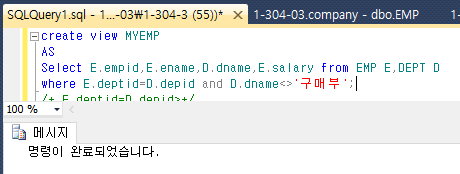 SQLQuery1.sql - 1...-03₩1-304-3 (55))* ×
1-304-03.company - dbo.EMP
create view MYEMP
AS
Select E.empid,E.ename,D.dname,E.salary from EMP E,DEPT D
where E.deptid=D.depid and D.dname<>'구매부';
/* E.deptid=D.depid>*/
100 %
메시지
명령이 완료되었습니다.